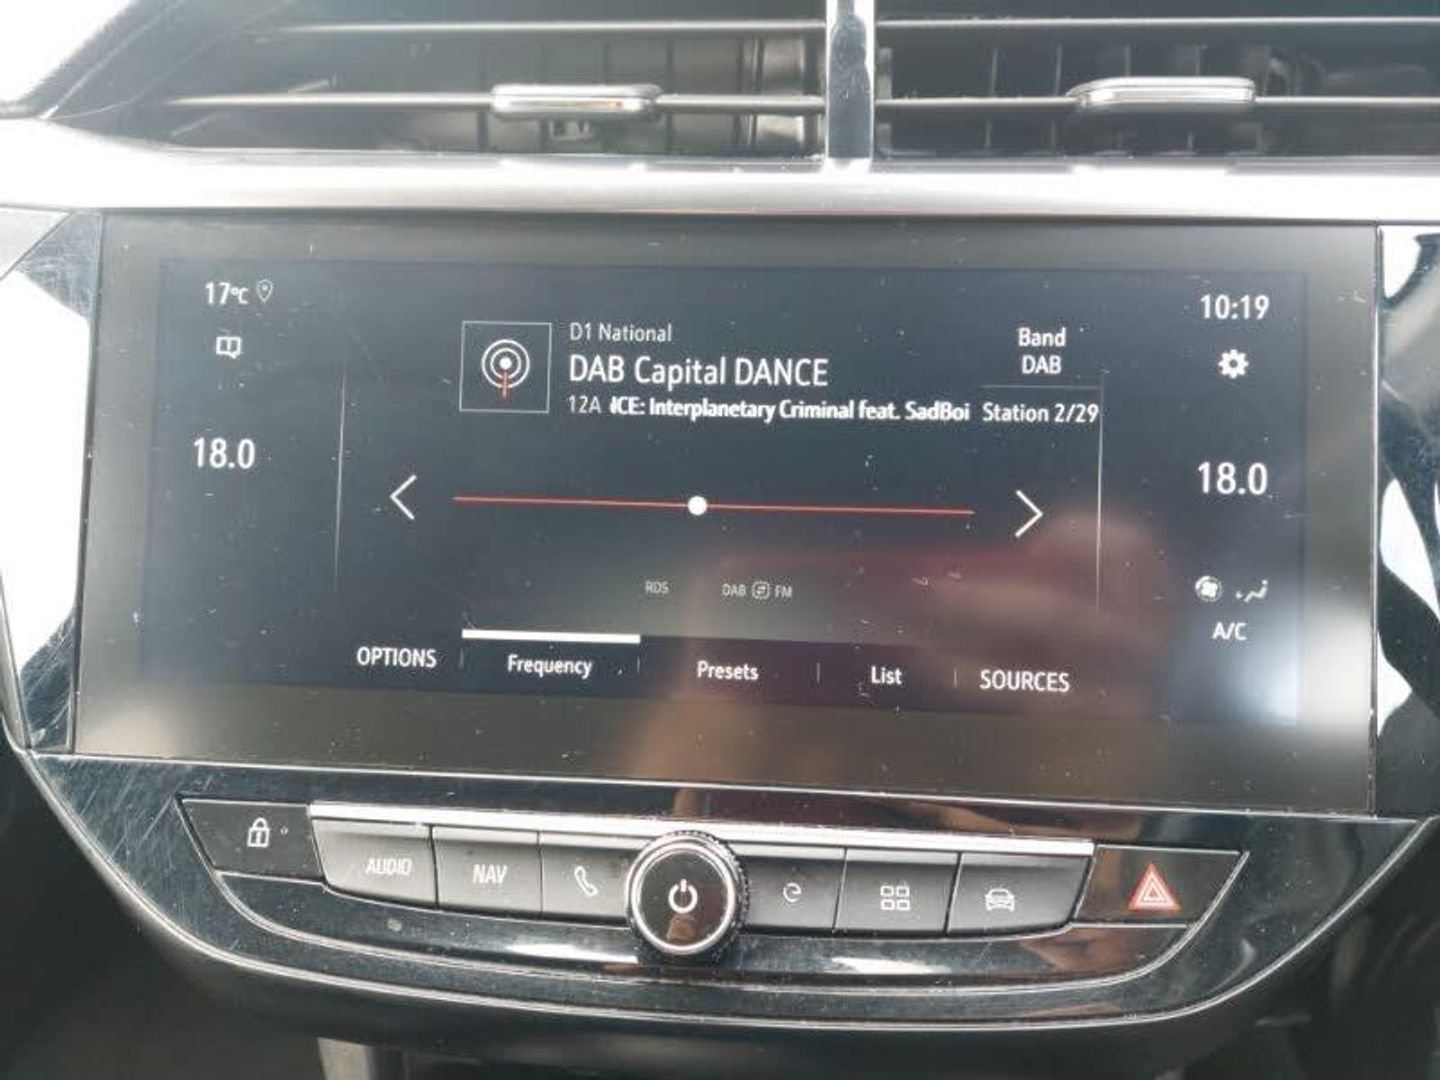 17°C
10:19
D1 National
DAB Capital DANCE
12A ICE: Interplanetary Criminal feat. SadBoi
Band
DAB
Station 2/29
18.0
18.0
RDS
DAB FM
A/C
OPTIONS
Frequency
Presets
List
SOURCES
AUDIO
NAV